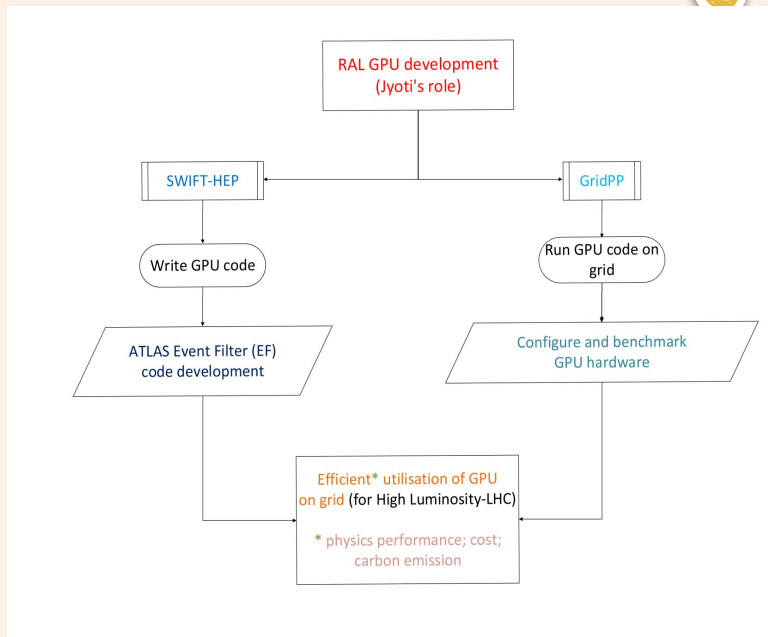 RAL GPU development
(Jyoti's role)
SWIFT-HEP
GridPP
Write GPU code
Run GPU code on
grid
ATLAS Event Filter (EF)
code development
Configure and benchmark
GPU hardware
Efficient* utilisation of GPU
on grid (for High Luminosity-LHC)
* physics performance; cost;
carbon emission